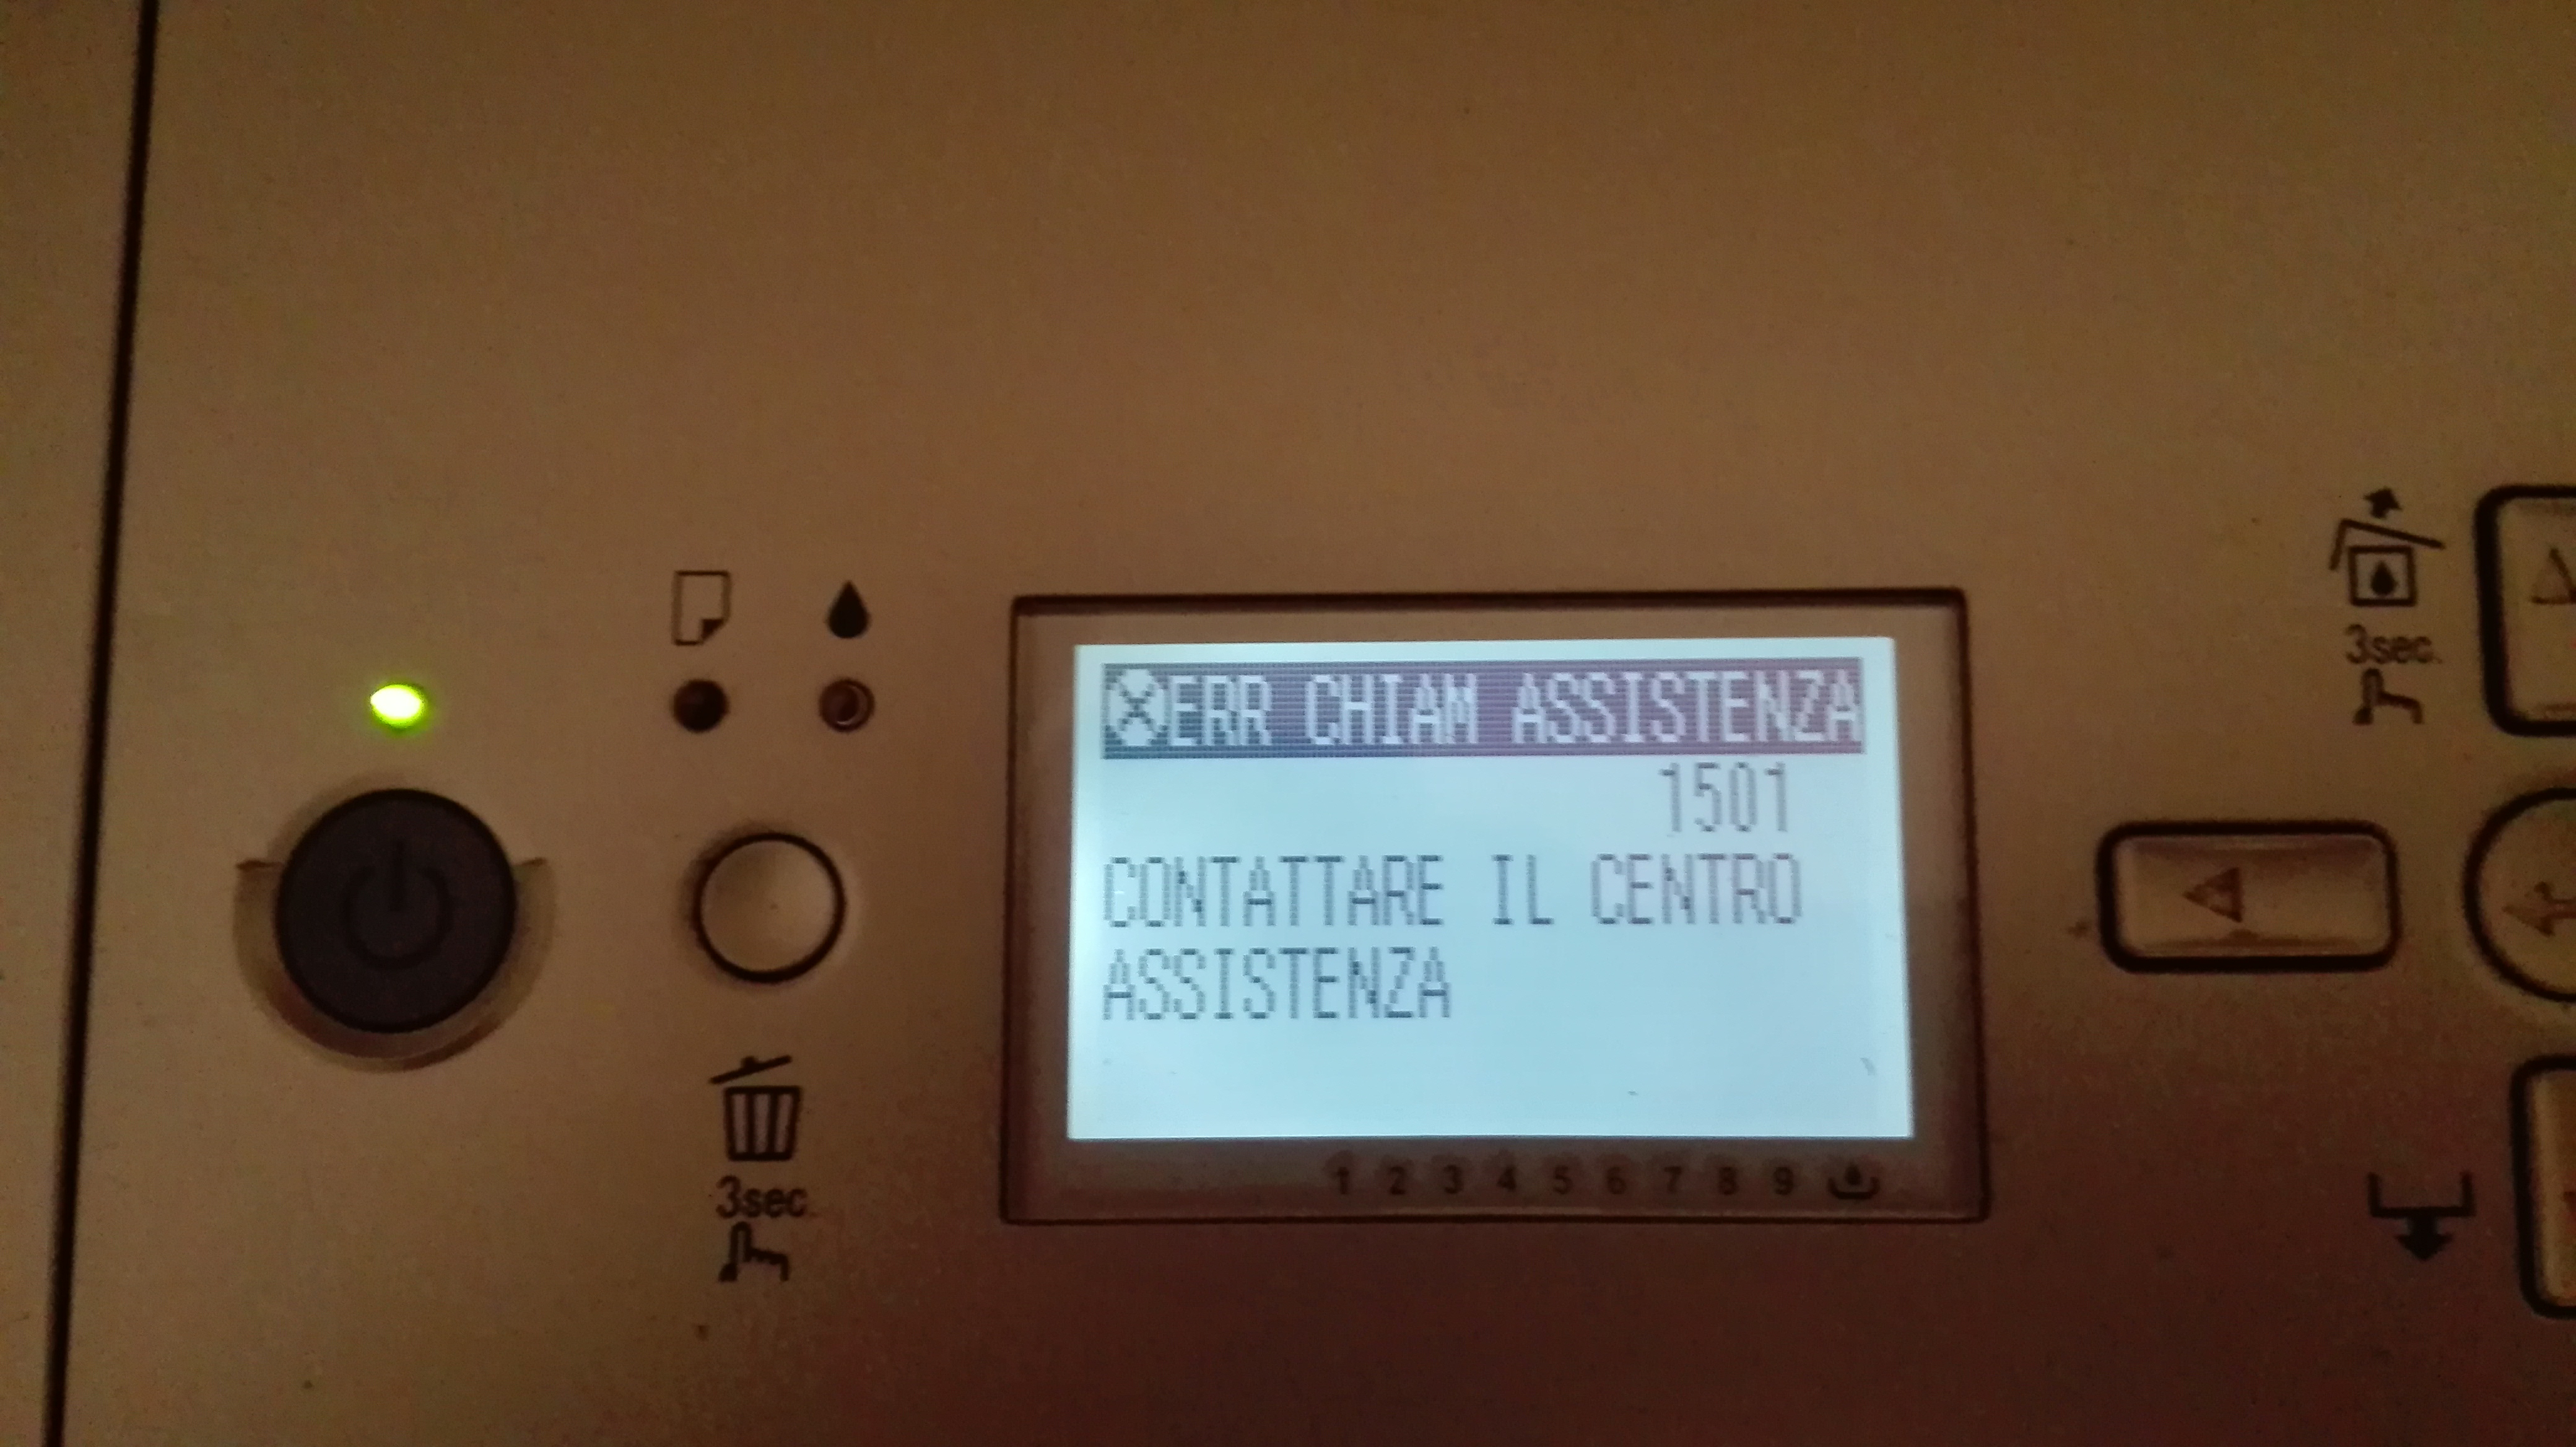 ERR CHIAM ASSISTENZA
1501
CONTATTARE IL CENTRO
ASSISTENZA
1 2 3 4 5 6 7 8 9
3sec.
3sec.